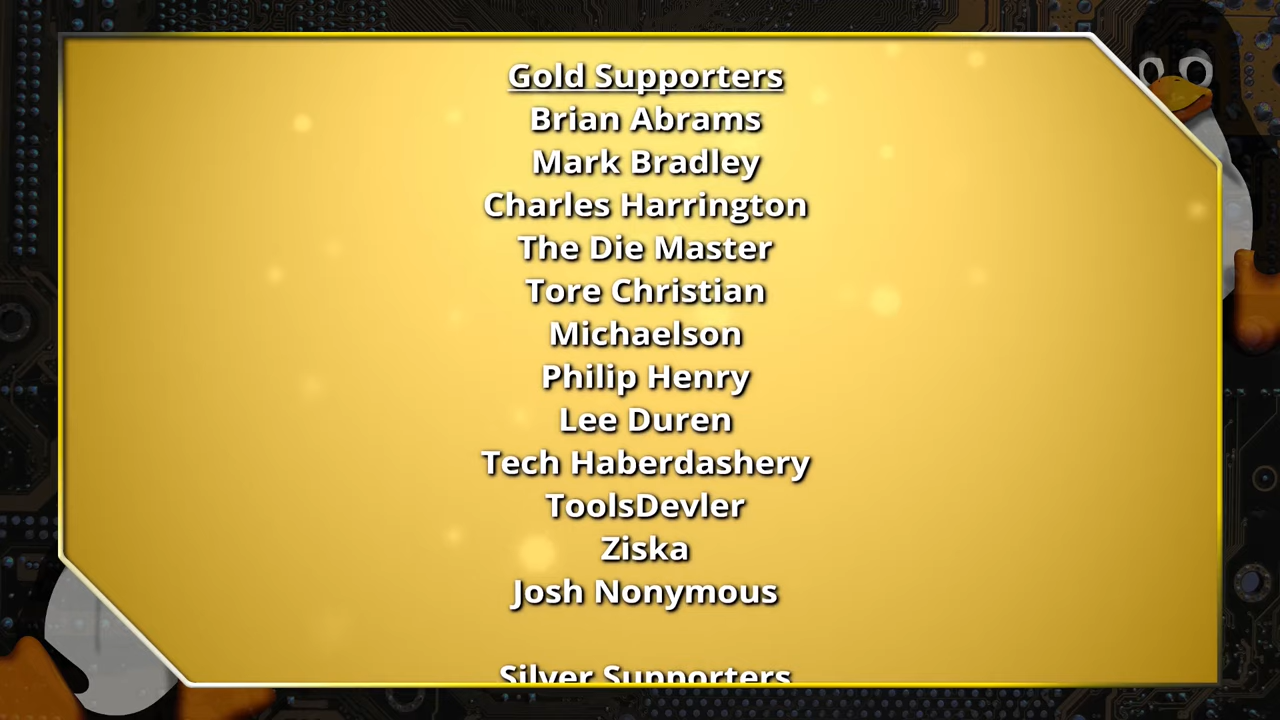 Gold Supporters
Brian Abrams
Mark Bradley
Charles Harrington
The Die Master
Tore Christian
Michaelson
Philip Henry
Lee Duren
Tech Haberdashery
ToolsDevler
Ziska
Josh Nonymous
Silver Supporters